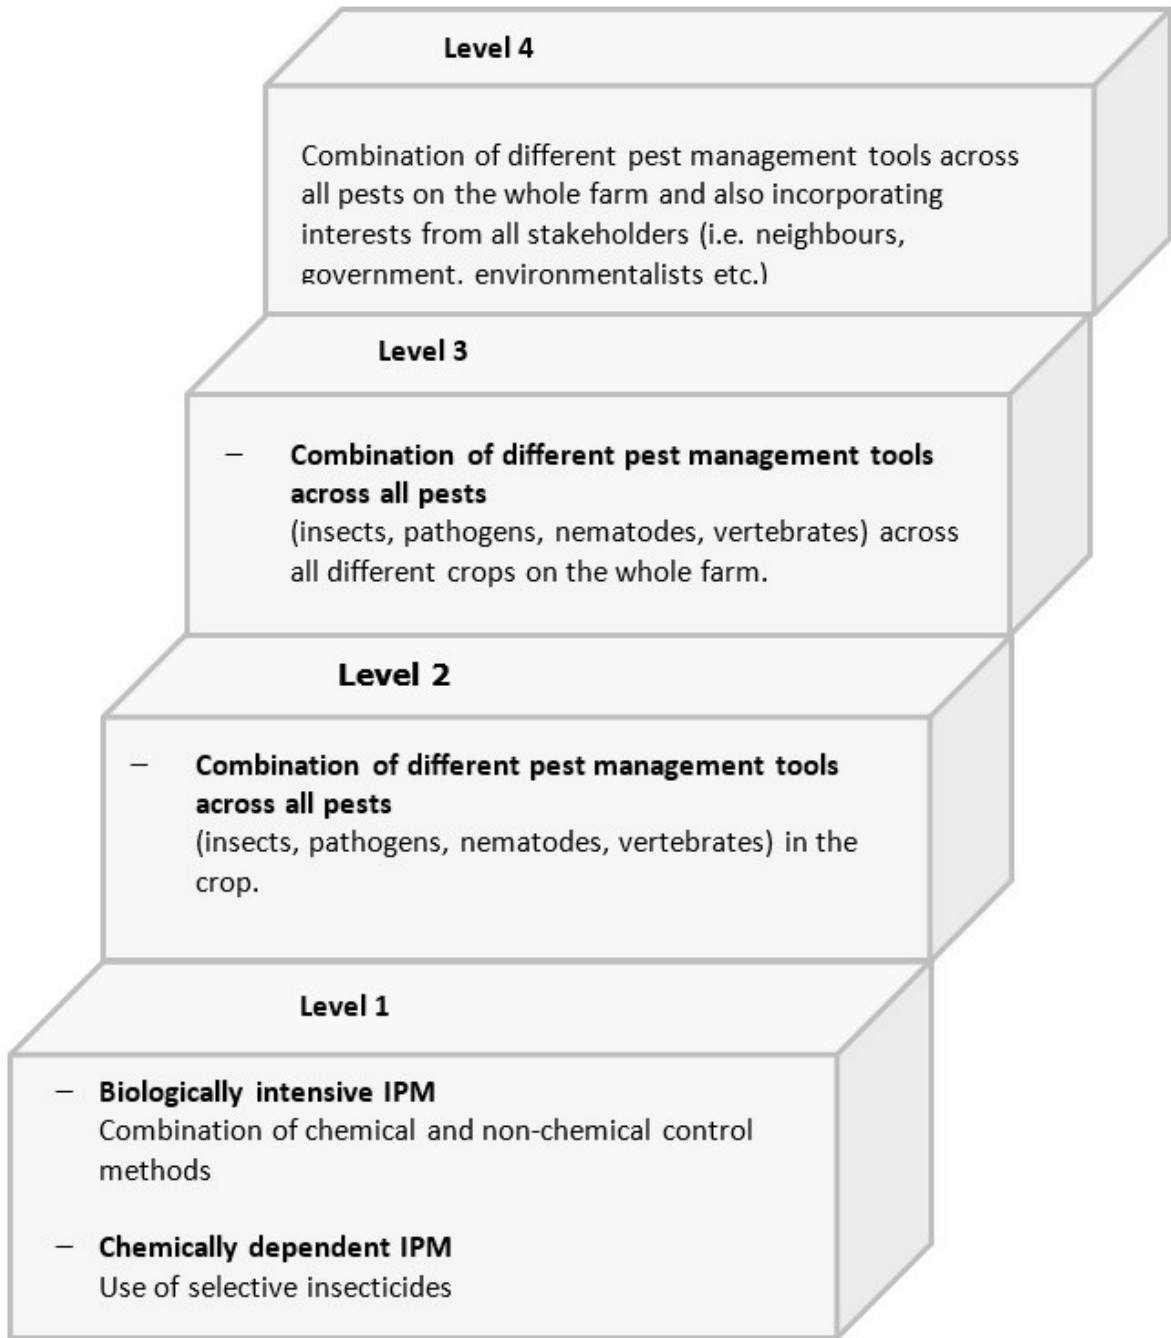 Level 4
Combination of different pest management tools across
all pests on the whole farm and also incorporating
interests from all stakeholders (i.e. neighbours,
government, environmentalists etc.)
Level 3
– Combination of different pest management tools
across all pests
(insects, pathogens, nematodes, vertebrates) across
all different crops on the whole farm.
Level 2
– Combination of different pest management tools
across all pests
(insects, pathogens, nematodes, vertebrates) in the
crop.
Level 1
– Biologically intensive IPM
Combination of chemical and non-chemical control
methods
– Chemically dependent IPM
Use of selective insecticides